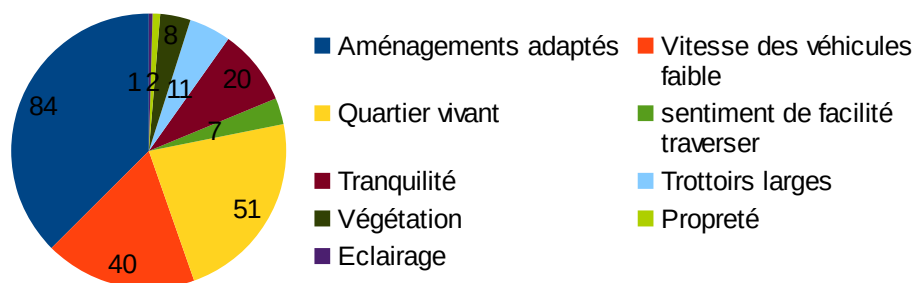 84
1
2
8
11
20
7
51
40
Aménagements adaptés
Vitesse des véhicules
faible
Quartier vivant
sentiment de facilité
traverser
Tranquilité
Trottoirs larges
Végétation
Propreté
Eclairage